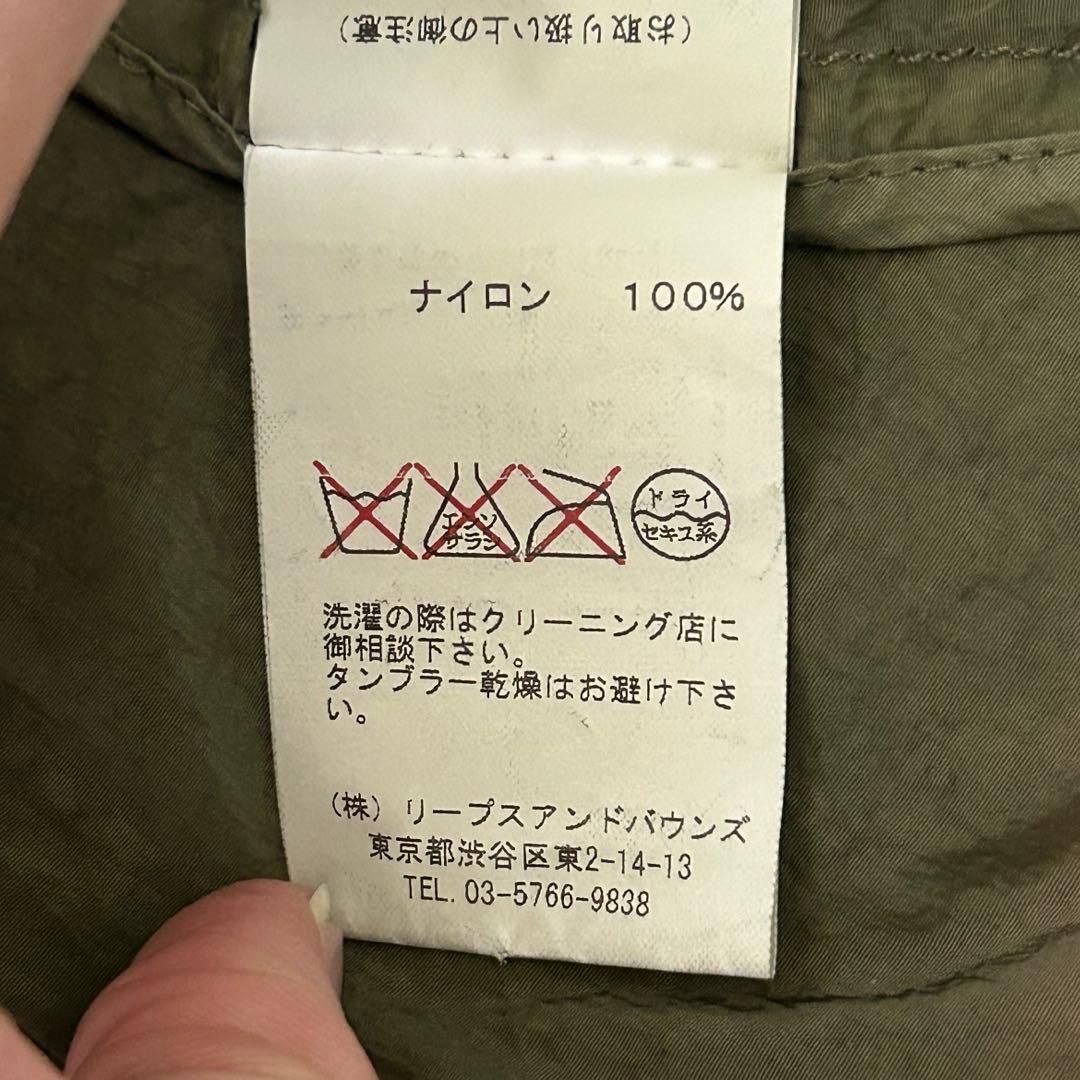 （お取り扱い上の御注意）
ナイロン　１００％
エンソ
サラシ
ドライ
セキユ系
洗濯の際はクリーニング店に
御相談下さい。
タンブラー乾燥はお避け下さ
い。
（株）リープスアンドバウンズ
東京都渋谷区東2-14-13
TEL. 03-5766-9838